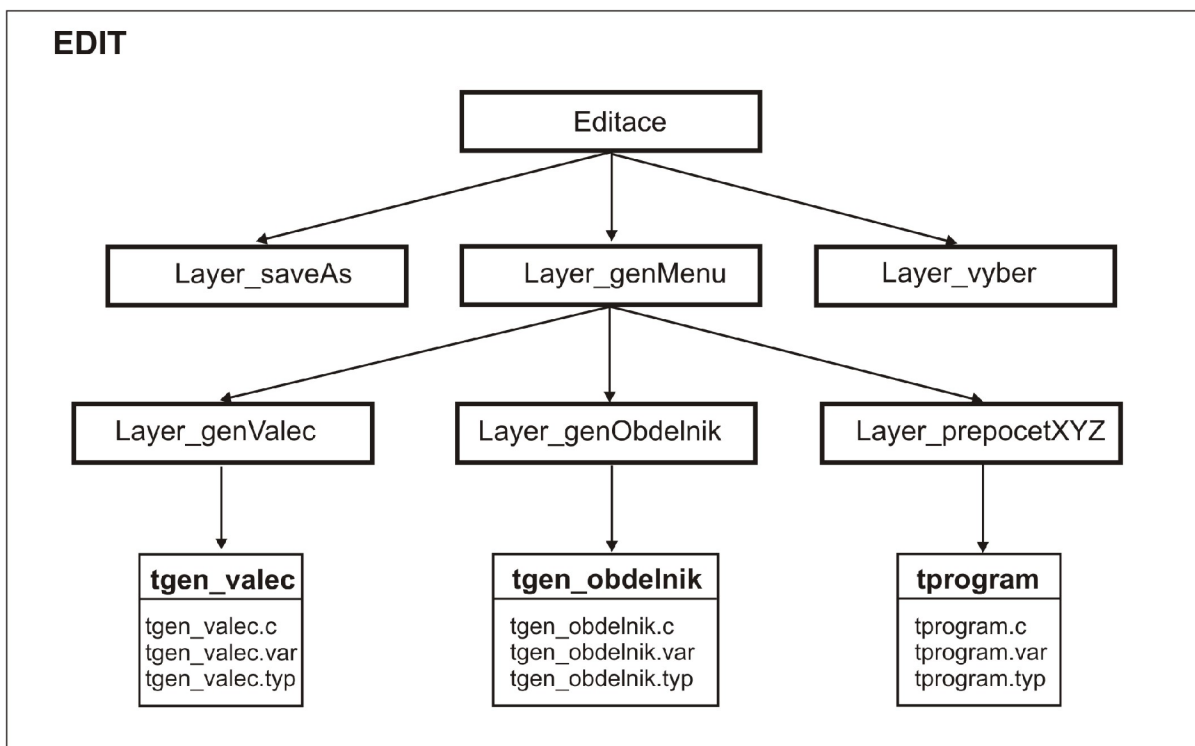 EDIT
Editace
Layer_saveAs
Layer_genMenu
Layer_vyber
Layer_genValec
Layer_genObdelnik
Layer_prepocetXYZ
tgen_valec
tgen_valec.c
tgen_valec.var
tgen_valec.typ
tgen_obdelnik
tgen_obdelnik.c
tgen_obdelnik.var
tgen_obdelnik.typ
tprogram
tprogram.c
tprogram.var
tprogram.typ